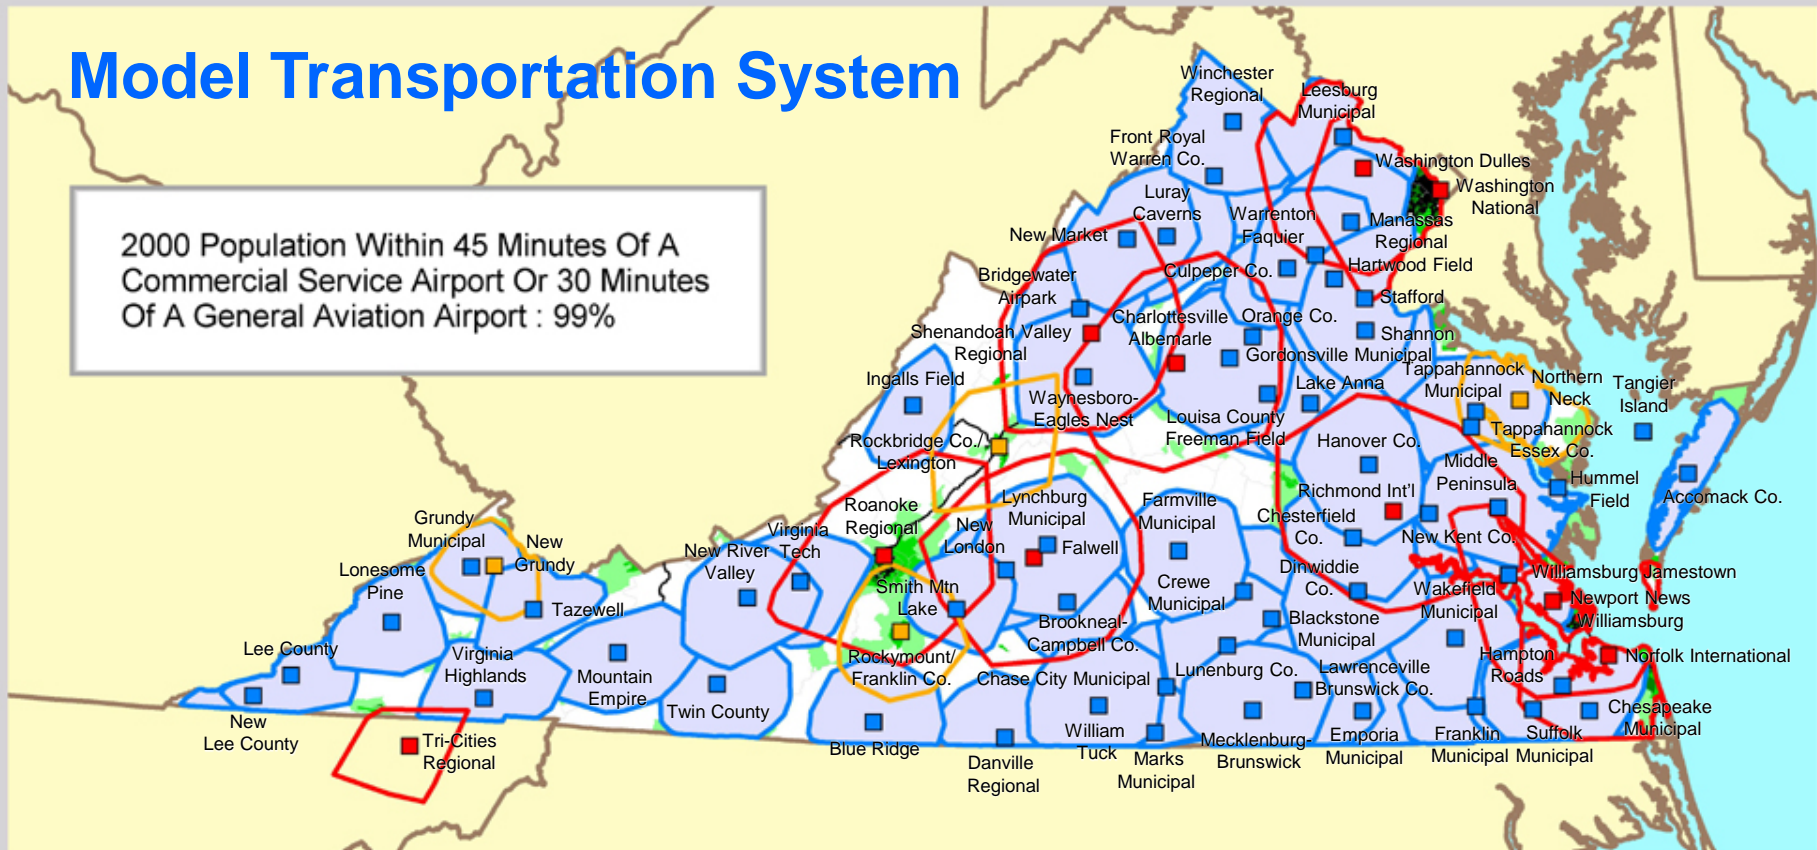 Model Transportation System
2000 Population Within 45 Minutes Of A
Commercial Service Airport Or 30 Minutes
Of A General Aviation Airport : 99%
Winchester
Regional
Leesburg
Municipal
Front Royal
Warren Co.
Washington Dulles
Washington
National
Luray
Caverns
Warrenton
Faquier
Manassas
Regional
New Market
Hartwood Field
Culpeper Co.
Bridgewater
Airpark
Stafford
Charlottesville
Albemarle
Orange Co.
Shenandoah Valley
Regional
Shannon
Gordonsville Municipal
Ingalls Field
Waynesboro-
Eagles Nest
Lake Anna
Tappahannock
Municipal
Northern
Neck
Tangier
Island
Louisa County
Freeman Field
Tappahannock
Essex Co.
Rockbridge Co./
Lexington
Hanover Co.
Middle
Peninsula
Hummel
Field
Accomack Co.
Richmond Int'l
Roanoke
Regional
Lynchburg
Municipal
Farmville
Municipal
Chesterfield
Co.
New Kent Co.
Grundy
Municipal
New
Grundy
Virginia
Tech
New
London
Falwell
New River
Valley
Lonesome
Pine
Tazewell
Smith Mtn
Lake
Crewe
Municipal
Dinwiddie
Co.
Wakefield
Municipal
Williamsburg Jamestown
Newport News
Williamsburg
Brookneal-
Campbell Co.
Blackstone
Municipal
Lee County
Virginia
Highlands
Mountain
Empire
Rockymount/
Franklin Co.
Chase City Municipal
Lunenburg Co.
Lawrenceville
Brunswick Co.
Hampton
Roads
Norfolk International
New
Lee County
Twin County
Tri-Cities
Regional
Blue Ridge
Danville
Regional
William
Tuck
Marks
Municipal
Mecklenburg-
Brunswick
Emporia
Municipal
Franklin
Municipal
Suffolk
Municipal
Chesapeake
Municipal